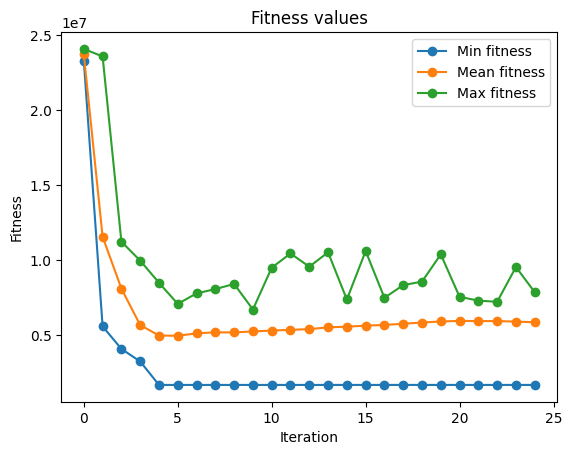 Fitness values
1e7
2.5
2.0
1.5
1.0
0.5
Fitness
Min fitness
Mean fitness
Max fitness
0
5
10
15
20
25
Iteration